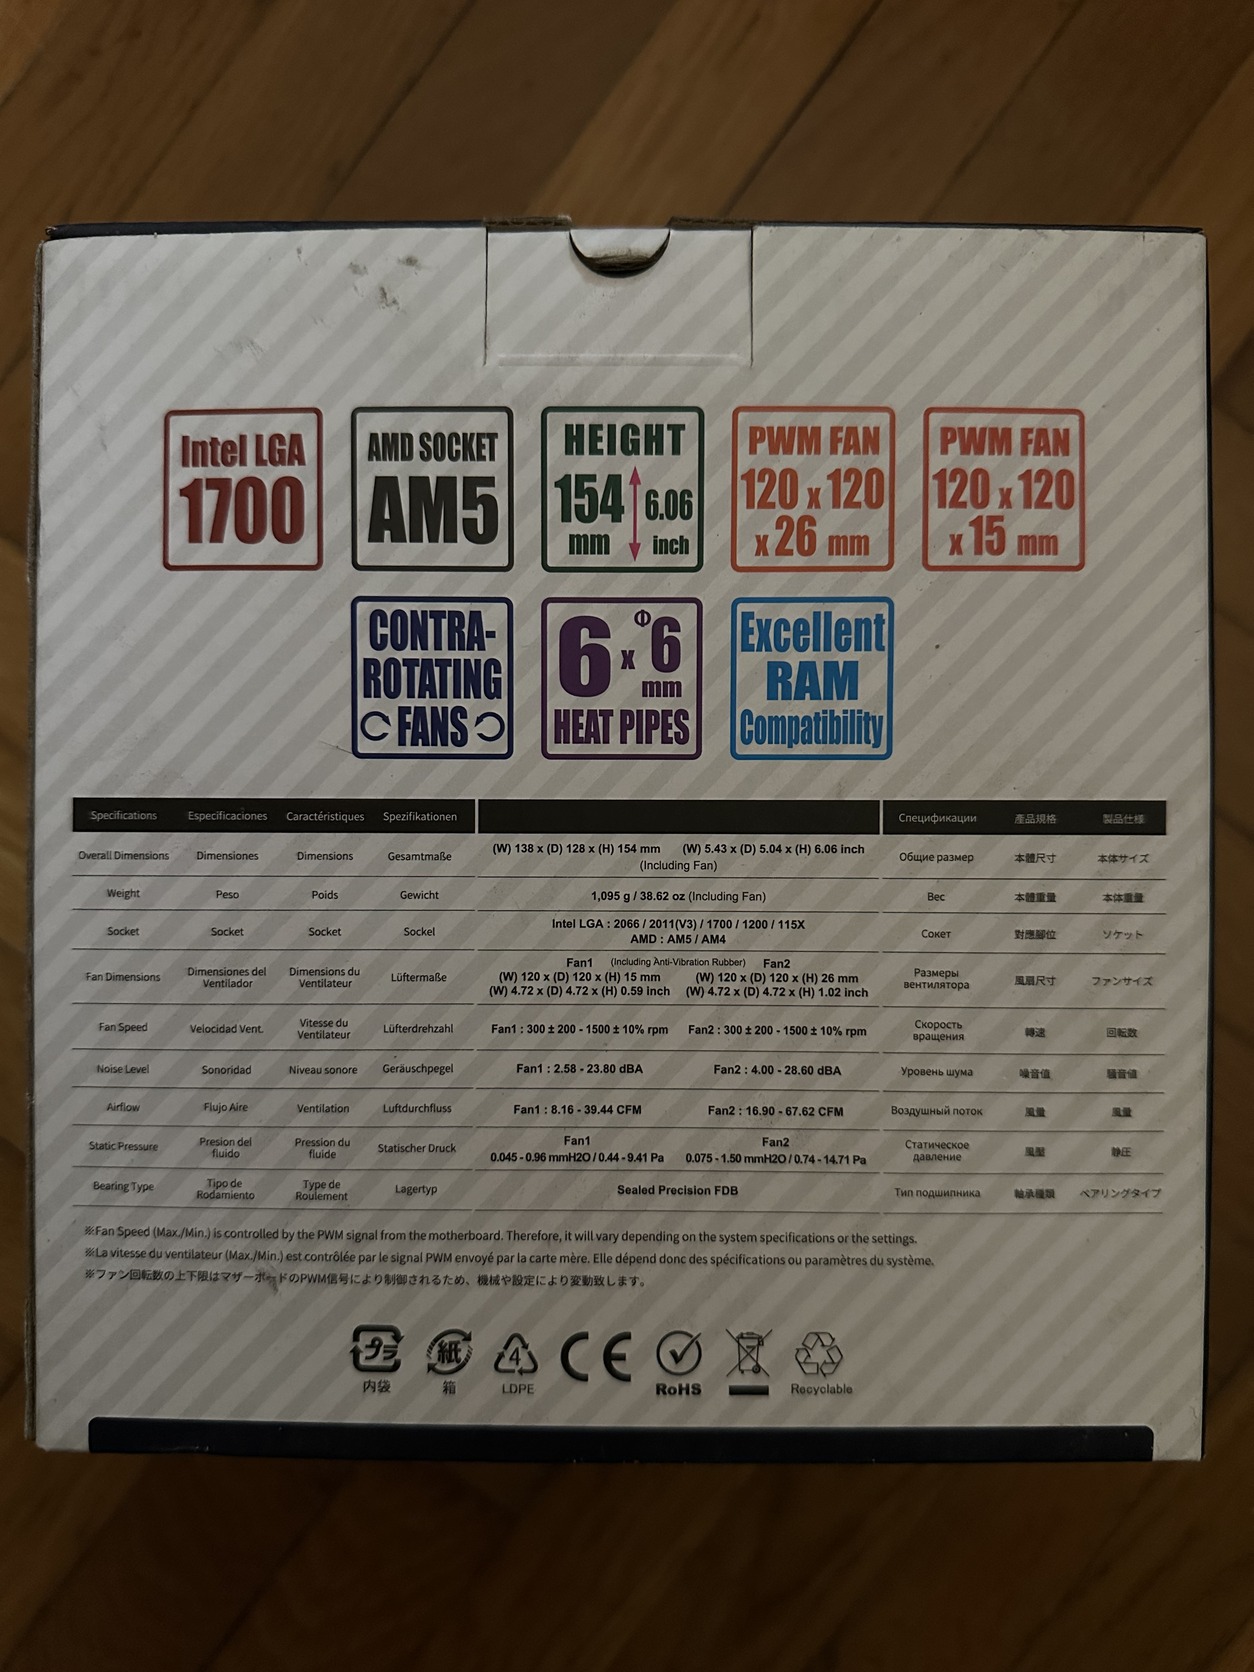 Intel LGA
1700
AMD SOCKET
AM5
HEIGHT
154 6.06
mm inch
PWM FAN
120 x 120
x 26 mm
PWM FAN
120 x 120
x 15 mm
CONTRA-
ROTATING
FANS
6 x Φ6
mm
HEAT PIPES
Excellent
RAM
Compatibility
Specifications Especificaciones Caractéristiques Spezifikationen Спецификации 產品規格 製品仕様
Overall Dimensions Dimensiones Dimensions Gesamtmaße (W) 138 x (D) 128 x (H) 154 mm (W) 5.43 x (D) 5.04 x (H) 6.06 inch Общие размер 本體尺寸 本体サイズ
(Including Fan)
Weight Peso Poids Gewicht 1,095 g / 38.62 oz (Including Fan) Вес 本體重量 本体重量
Socket Socket Socket Sockel Intel LGA : 2066 / 2011(V3) / 1700 / 1200 / 115X Сокет 對應腳位 ソケット
AMD : AM5 / AM4
Fan1 (Including Anti-Vibration Rubber) Fan2
Fan Dimensions Dimensiones del Dimensions du Lüftermaße (W) 120 x (D) 120 x (H) 15 mm (W) 120 x (D) 120 x (H) 26 mm Размеры 風扇尺寸 ファンサイズ
Ventilador Ventilateur (W) 4.72 x (D) 4.72 x (H) 0.59 inch (W) 4.72 x (D) 4.72 x (H) 1.02 inch вентилятора
Fan Speed Velocidad Vent. Vitesse du Lüfterdrehzahl Fan1 : 300 ± 200 - 1500 ± 10% rpm Fan2 : 300 ± 200 - 1500 ± 10% rpm Скорость 轉速 回転数
Ventilateur вращения
Noise Level Sonoridad Niveau sonore Geräuschpegel Fan1 : 2.58 - 23.80 dBA Fan2 : 4.00 - 28.60 dBA Уровень шума 噪音値 騒音値
Airflow Flujo Aire Ventilation Luftdurchfluss Fan1 : 8.16 - 39.44 CFM Fan2 : 16.90 - 67.62 CFM Воздушный поток 風量 風量
Static Pressure Presion del Pression du Statischer Druck Fan1 Fan2 Статическое 風壓 静圧
fluido fluide 0.045 - 0.96 mmH2O / 0.44 - 9.41 Pa 0.075 - 1.50 mmH2O / 0.74 - 14.71 Pa давление
Bearing Type Tipo de Type de Lagertyp Sealed Precision FDB Тип подшипника 軸承種類 ベアリングタイプ
Rodamiento Roulement
※Fan Speed (Max./Min.) is controlled by the PWM signal from the motherboard. Therefore, it will vary depending on the system specifications or the settings.
※La vitesse du ventilateur (Max./Min.) est contrôlée par le signal PWM envoyé par la carte mère. Elle dépend donc des spécifications ou paramètres du système.
※ファン回転数の上下限はマザーボードのPWM信号により制御されるため、機械や設定により変動致します。
プラ 紙 4 CE
内袋 箱 LDPE RoHS Recyclable